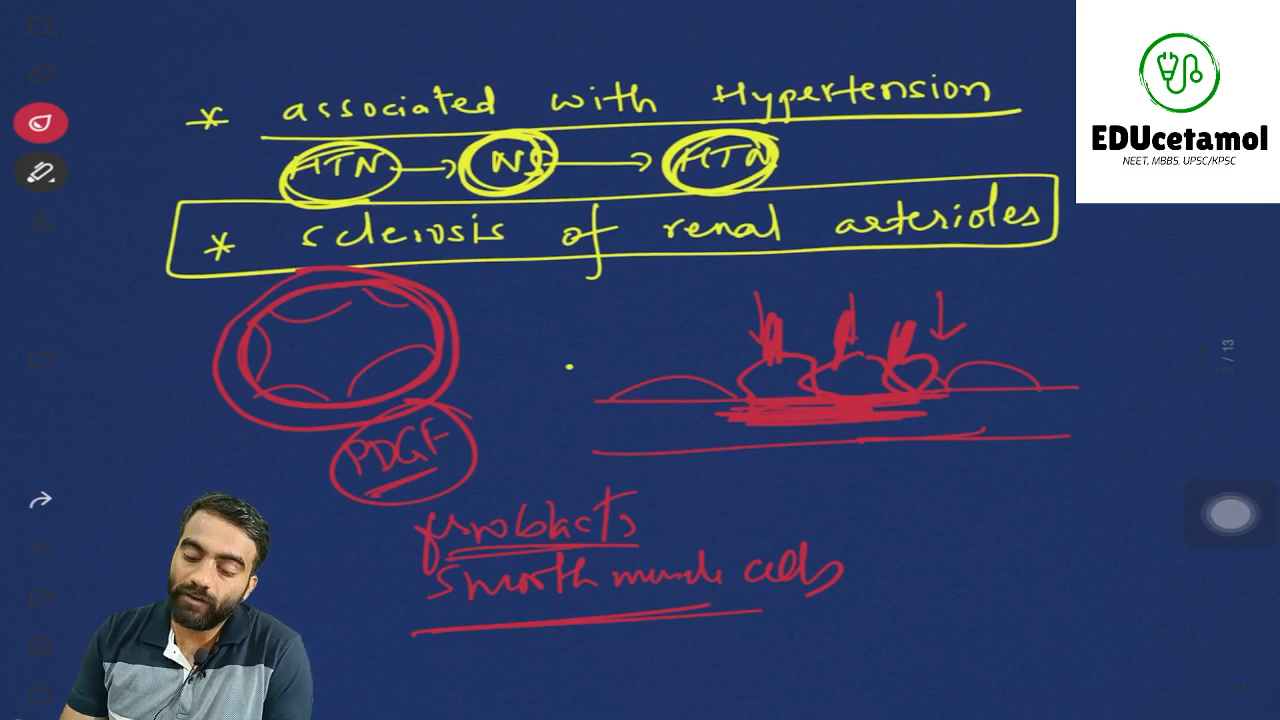 * associated with Hypertension
HTN → NS → HTN
* sclerosis of renal arterioles
PDGF
fibroblasts
smooth muscle cells
EDUcetamol
NEET, MBBS, UPSC/KPSC
/ 13